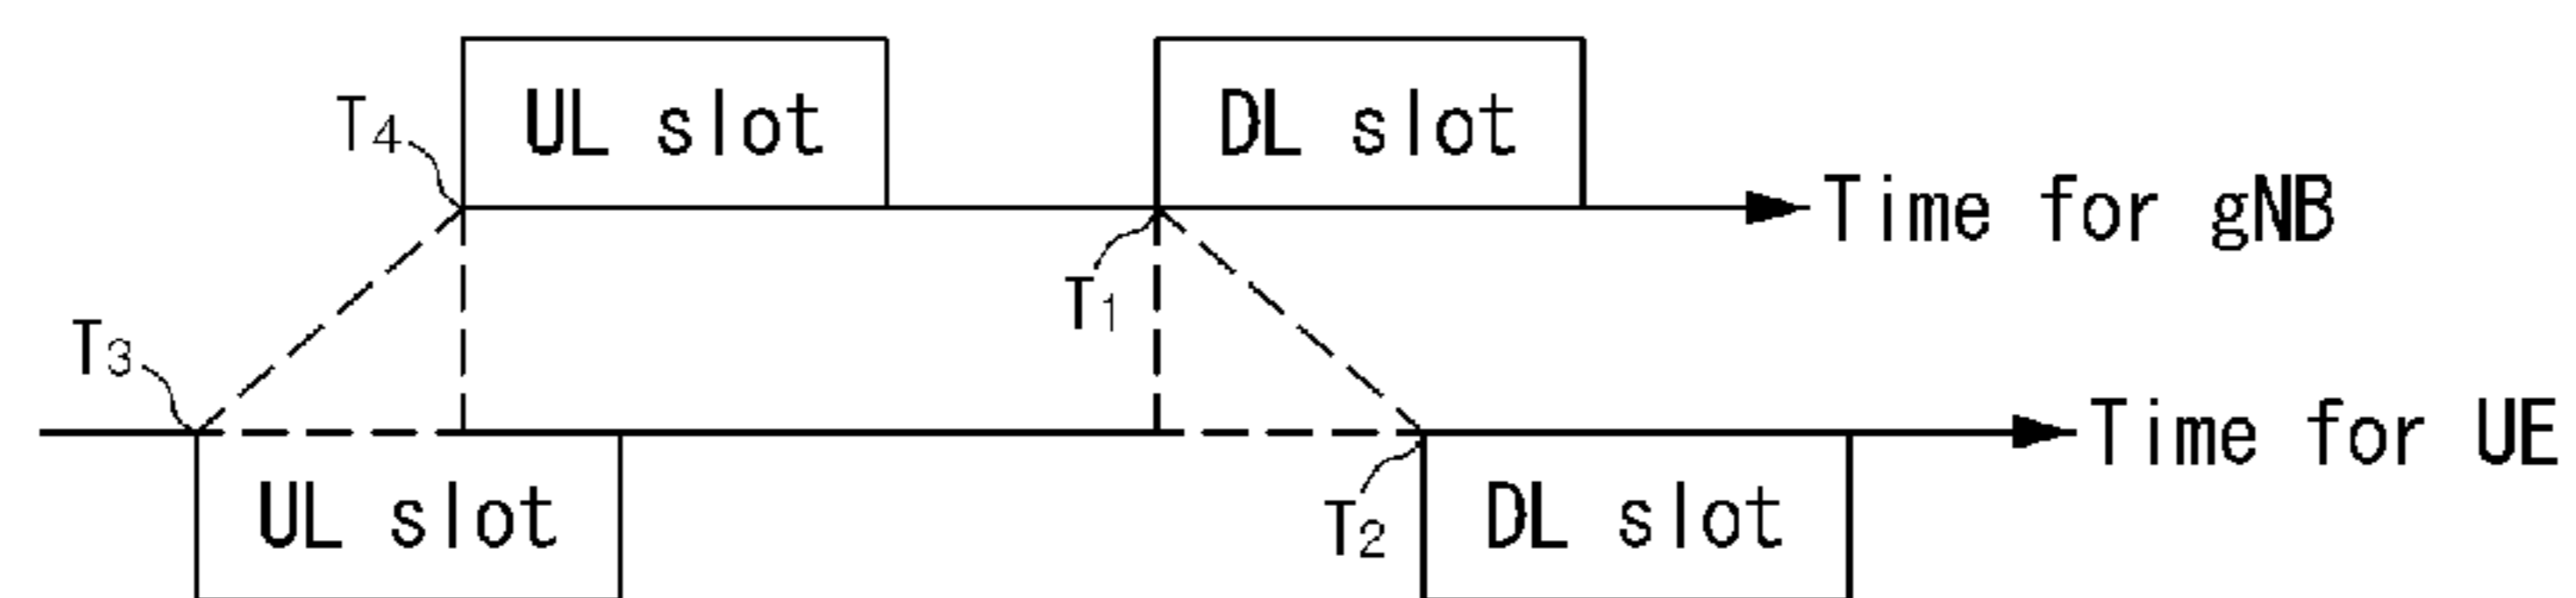 UL slot
DL slot
T4
Time for gNB
T1
T3
Time for UE
UL slot
T2
DL slot